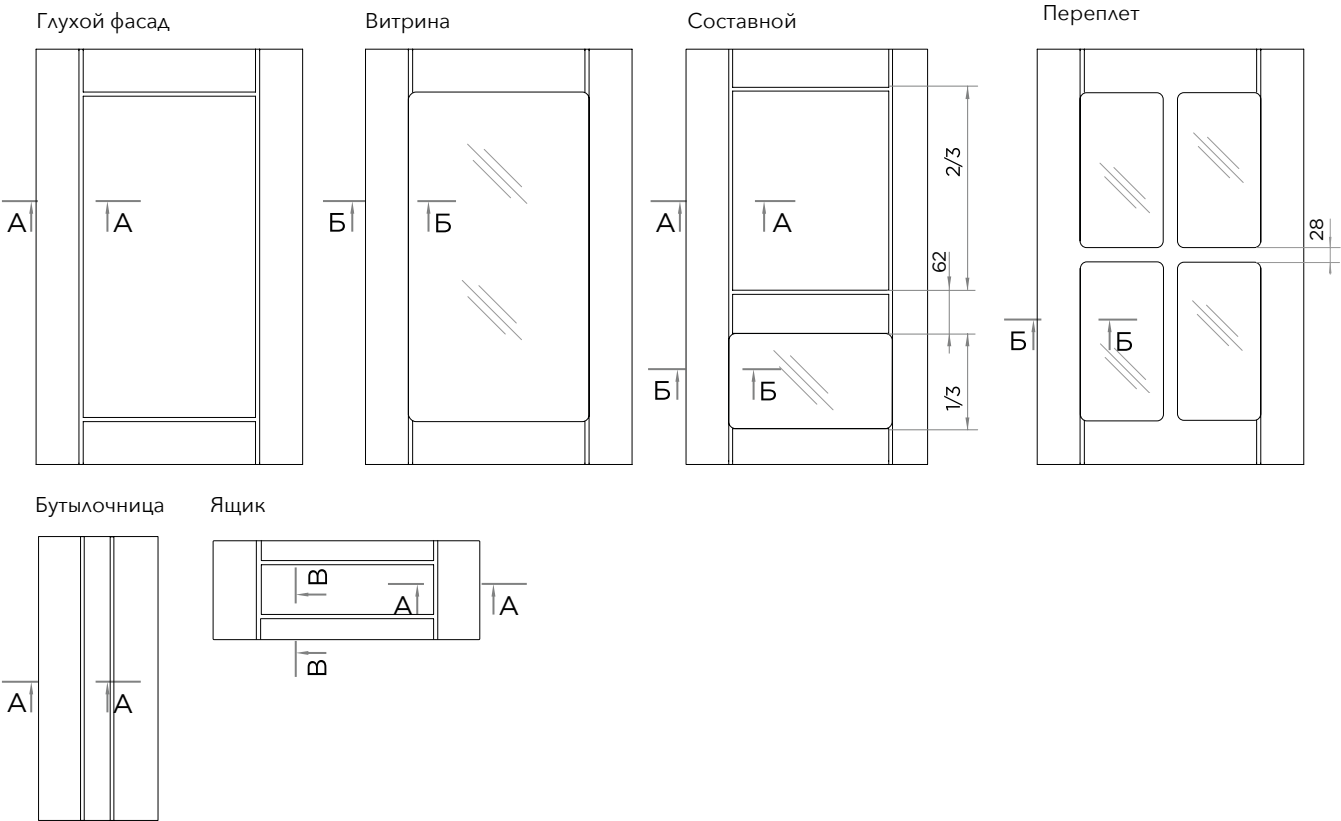 Глухой фасад
Витрина
Составной
Переплет
А А
Б Б
А А
Б Б
2/3
62
1/3
28
Б Б
Бутылочница
Ящик
А А
В
А А
В